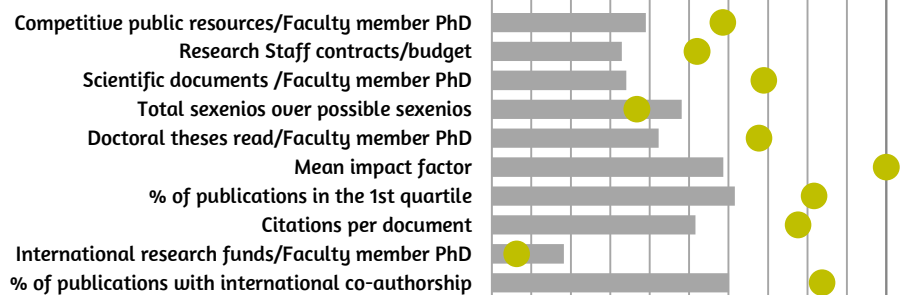 Competitive public resources/Faculty member PhD
Research Staff contracts/budget
Scientific documents /Faculty member PhD
Total sexenios over possible sexenios
Doctoral theses read/Faculty member PhD
Mean impact factor
% of publications in the 1st quartile
Citations per document
International research funds/Faculty member PhD
% of publications with international co-authorship